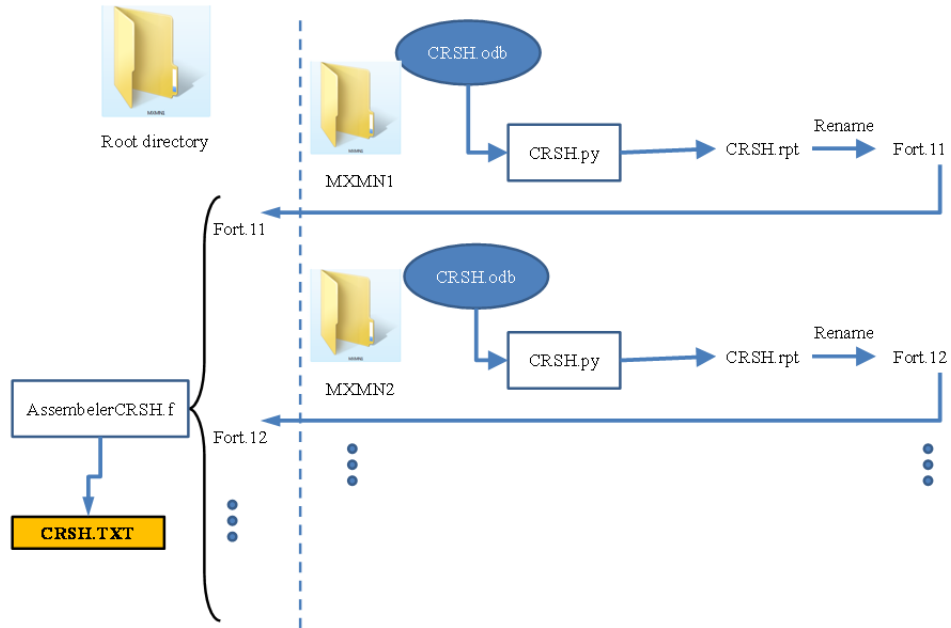 CRSH.odb
Root directory
MXMN1
CRSH.py
CRSH.rpt
Rename
Fort.11
Fort.11
CRSH.odb
MXMN2
CRSH.py
CRSH.rpt
Rename
Fort.12
AssembelerCRSH.f
Fort.12
CRSH.TXT